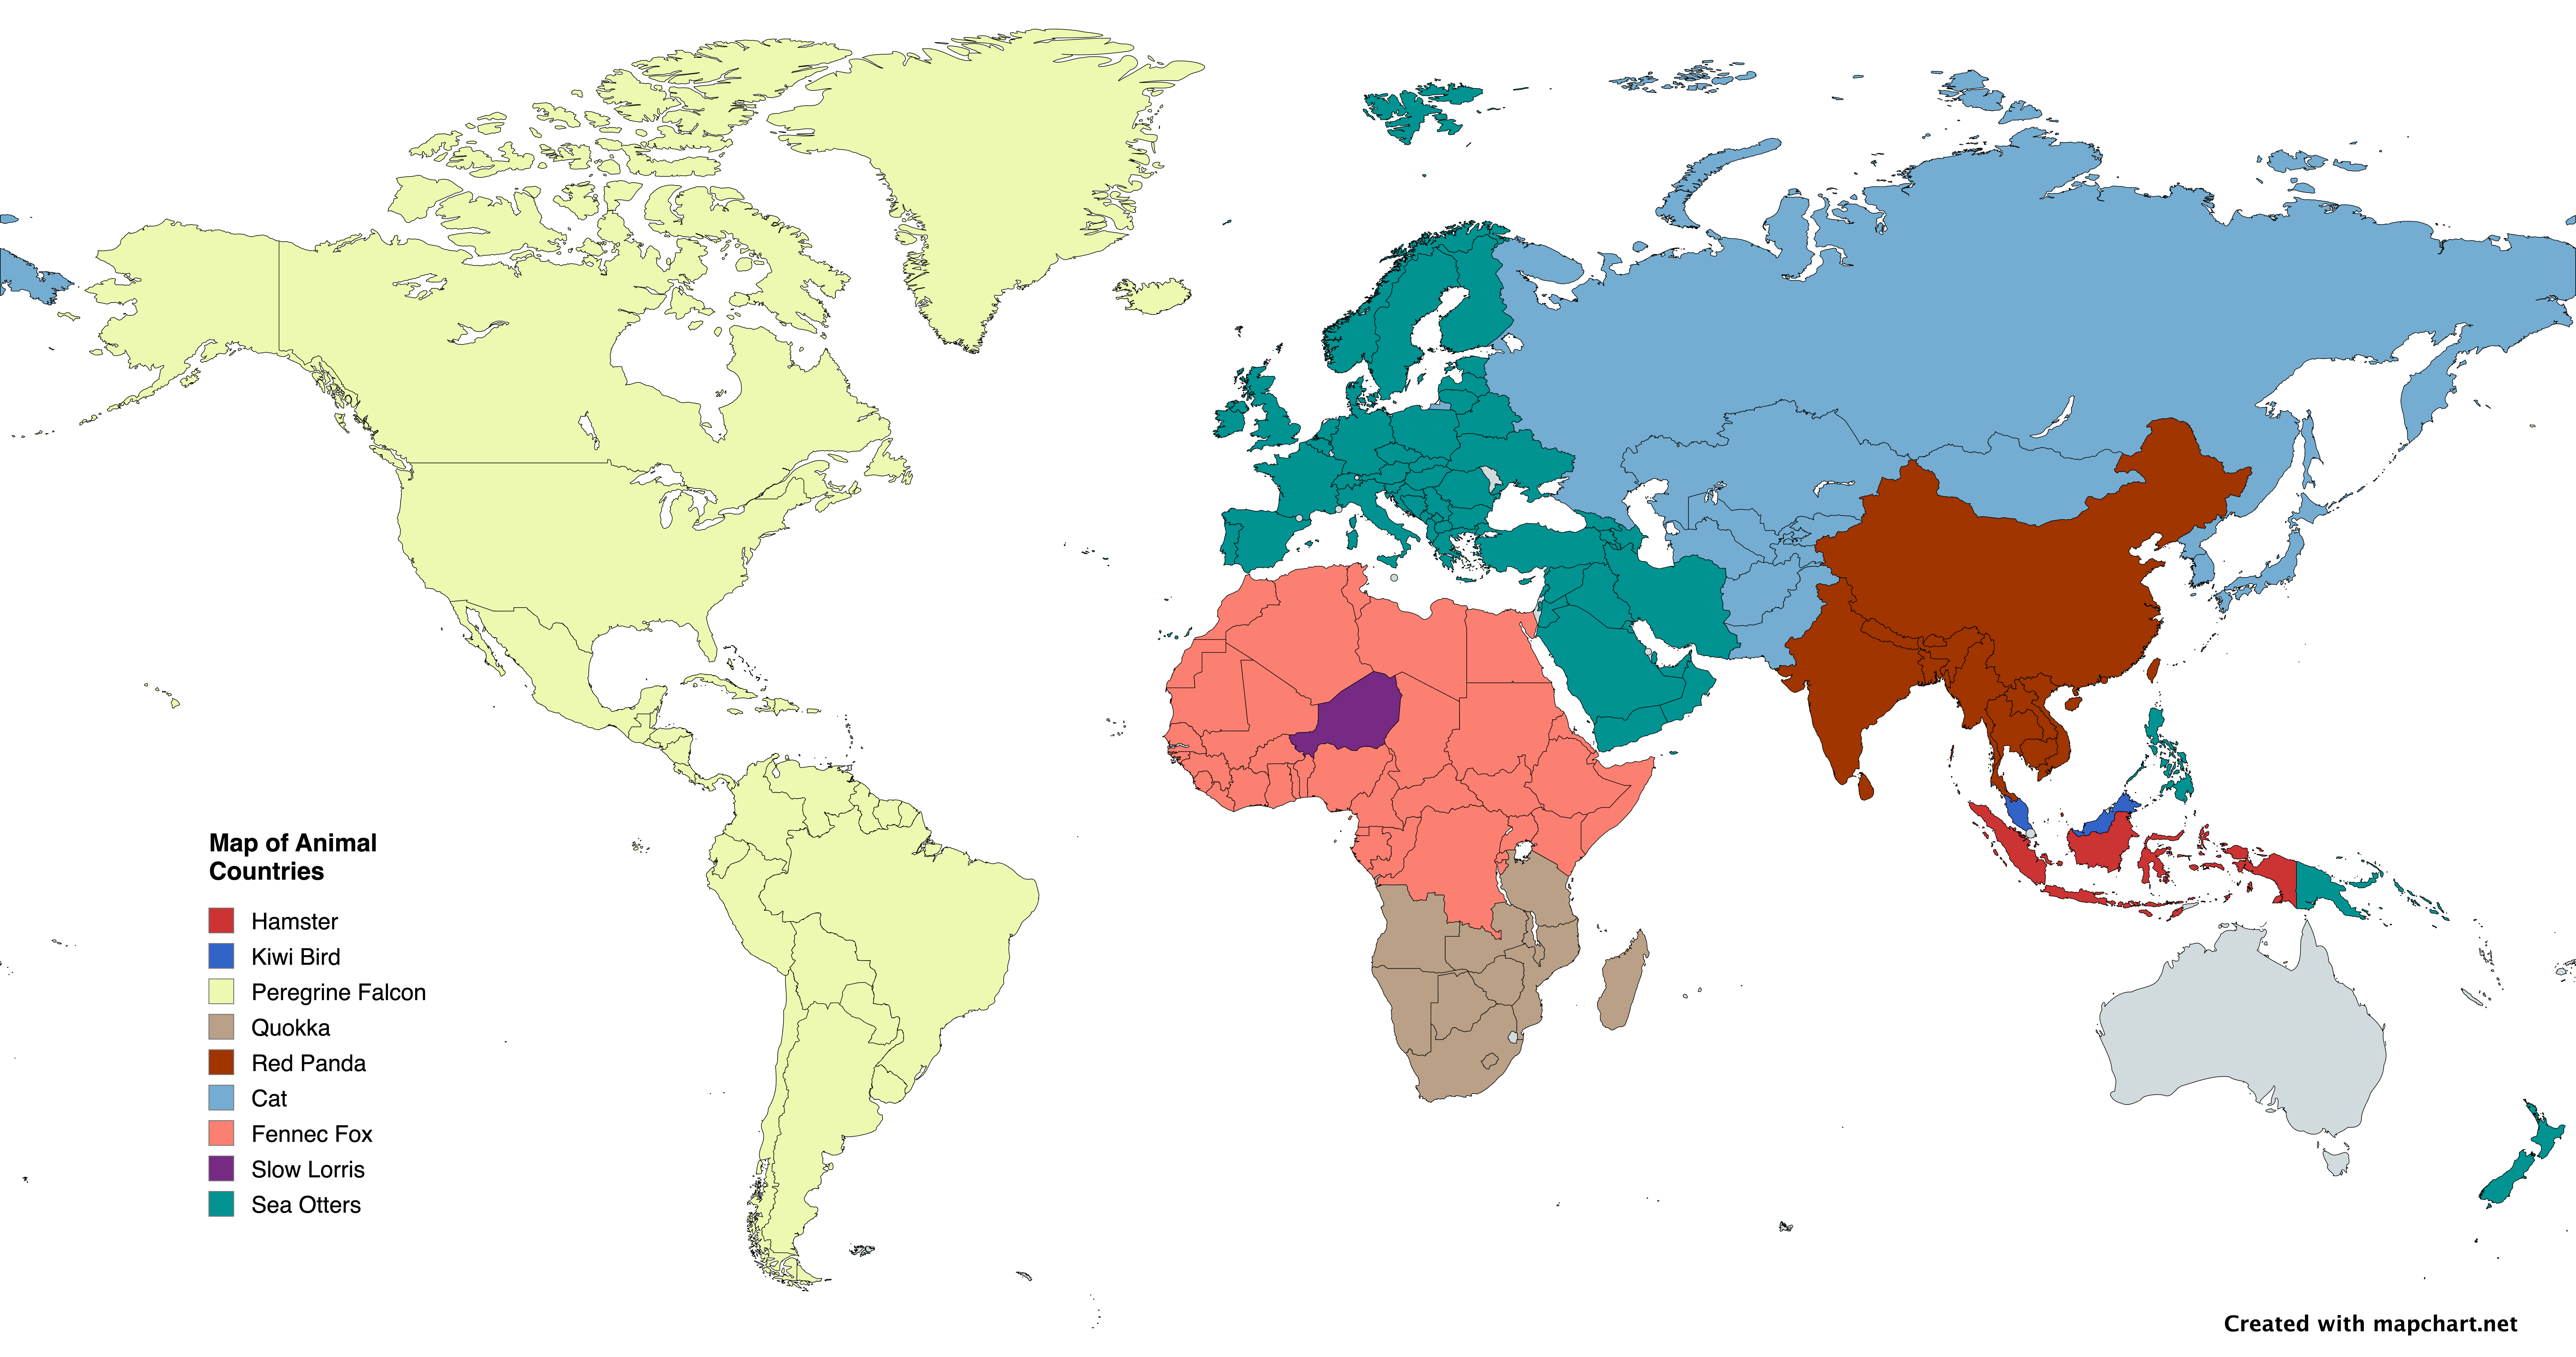 Map of Animal
Countries
Hamster
Kiwi Bird
Peregrine Falcon
Quokka
Red Panda
Cat
Fennec Fox
Slow Lorris
Sea Otters
Created with mapchart.net